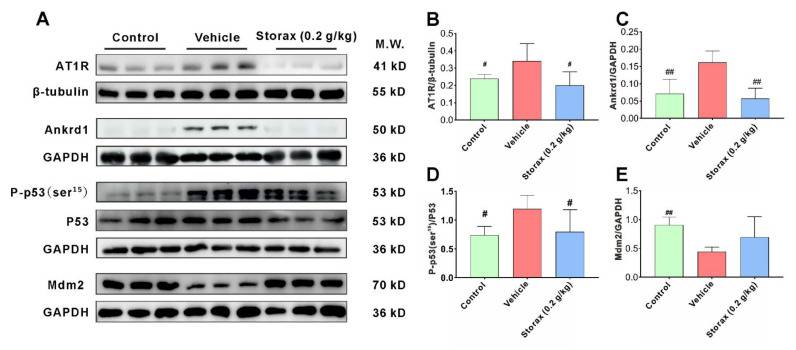 A
Control
Vehicle
Storax (0.2 g/kg)
M.W.
AT1R
41 kD
β-tubulin
55 kD
Ankrd1
50 kD
GAPDH
36 kD
P-p53(ser¹⁵)
53 kD
P53
53 kD
GAPDH
36 kD
Mdm2
70 kD
GAPDH
36 kD
B
AT1R/β-tubulin
0.5
0.4
0.3
0.2
0.1
0.0
#
#
Control
Vehicle
Storax (0.2 g/kg)
C
Ankrd1/GAPDH
0.25
0.20
0.15
0.10
0.05
0.00
##
##
Control
Vehicle
Storax (0.2 g/kg)
D
P-p53(ser¹⁵)/P53
1.5
1.0
0.5
0.0
#
#
Control
Vehicle
Storax (0.2 g/kg)
E
Mdm2/GAPDH
1.5
1.0
0.5
0.0
##
Control
Vehicle
Storax (0.2 g/kg)